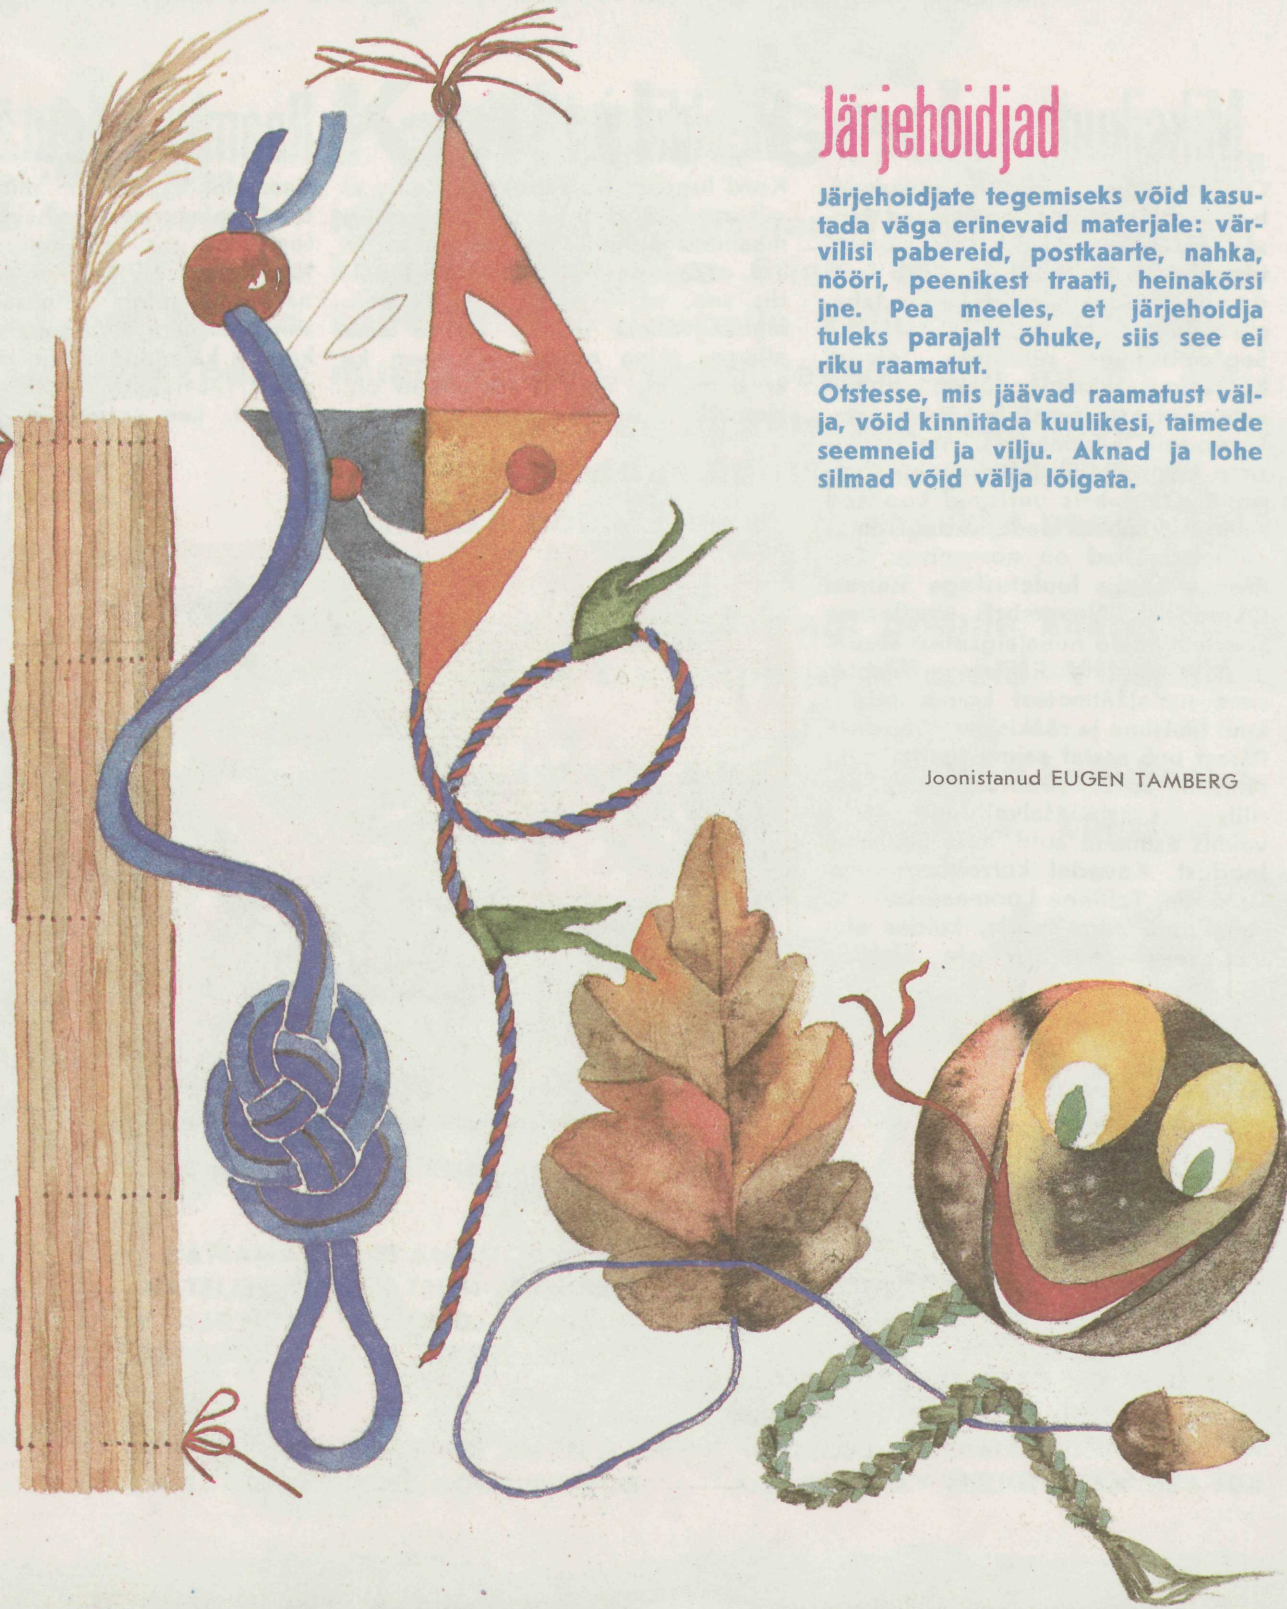 Järjehoidjad
Järjehoidjate tegemiseks võid kasu-
tada väga erinevaid materjale: vär-
vilisi pabereid, postkaarte, nahka,
nööri, peenikest traati, heinakõrsi
jne. Pea meeles, et järjehoidja
tuleks parajalt õhuke, siis see ei
riku raamatut.
Otstesse, mis jäävad raamatust väl-
ja, võid kinnitada kuulikesi, taimede
seemneid ja vilju. Aknad ja lohe
silmad võid välja lõigata.
Joonistanud EUGEN TAMBERG